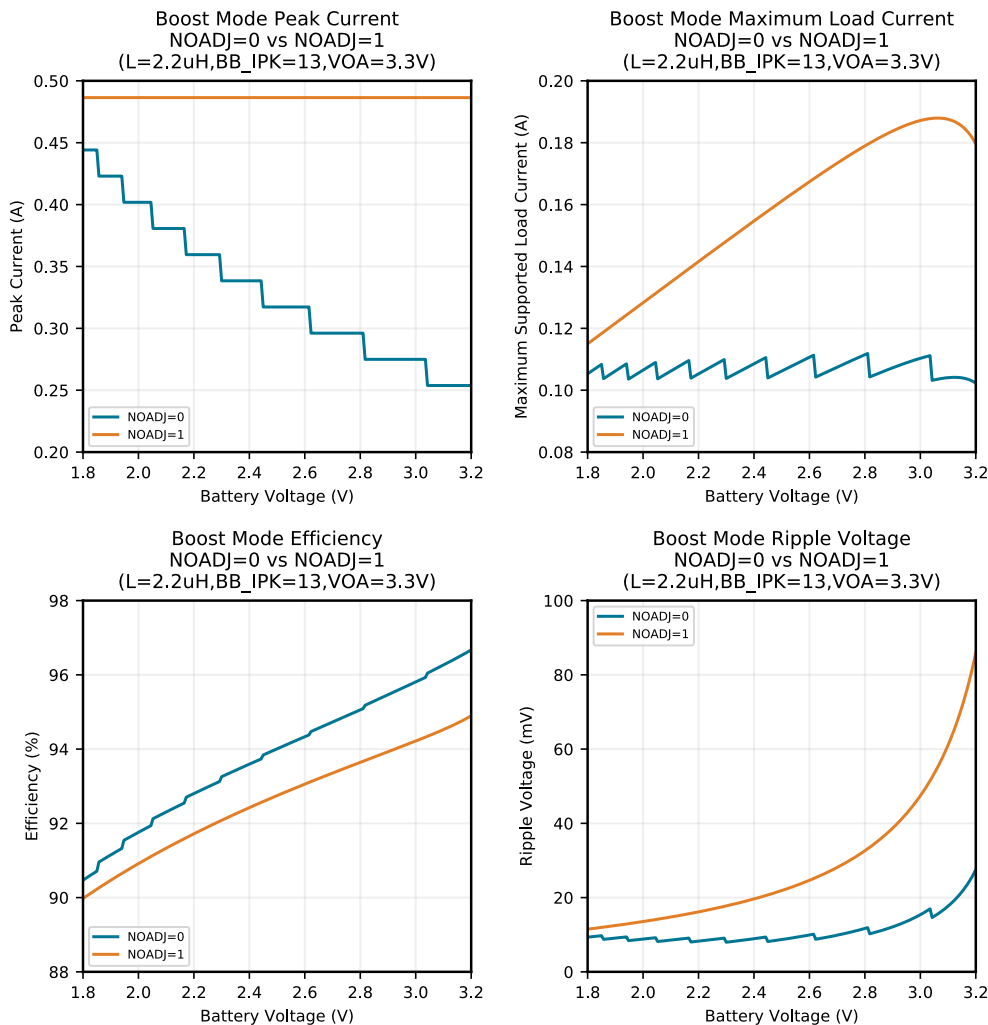 Boost Mode Peak Current
NOADJ=0 vs NOADJ=1
(L=2.2uH,BB_IPK=13,VOA=3.3V)
0.50
0.45
0.40
0.35
0.30
0.25
0.20
Peak Current (A)
NOADJ=0
NOADJ=1
1.8 2.0 2.2 2.4 2.6 2.8 3.0 3.2
Battery Voltage (V)
Boost Mode Maximum Load Current
NOADJ=0 vs NOADJ=1
(L=2.2uH,BB_IPK=13,VOA=3.3V)
0.20
0.18
0.16
0.14
0.12
0.10
0.08
Maximum Supported Load Current (A)
NOADJ=0
NOADJ=1
1.8 2.0 2.2 2.4 2.6 2.8 3.0 3.2
Battery Voltage (V)
Boost Mode Efficiency
NOADJ=0 vs NOADJ=1
(L=2.2uH,BB_IPK=13,VOA=3.3V)
98
96
94
92
90
88
Efficiency (%)
NOADJ=0
NOADJ=1
1.8 2.0 2.2 2.4 2.6 2.8 3.0 3.2
Battery Voltage (V)
Boost Mode Ripple Voltage
NOADJ=0 vs NOADJ=1
(L=2.2uH,BB_IPK=13,VOA=3.3V)
100
80
60
40
20
0
Ripple Voltage (mV)
NOADJ=0
NOADJ=1
1.8 2.0 2.2 2.4 2.6 2.8 3.0 3.2
Battery Voltage (V)